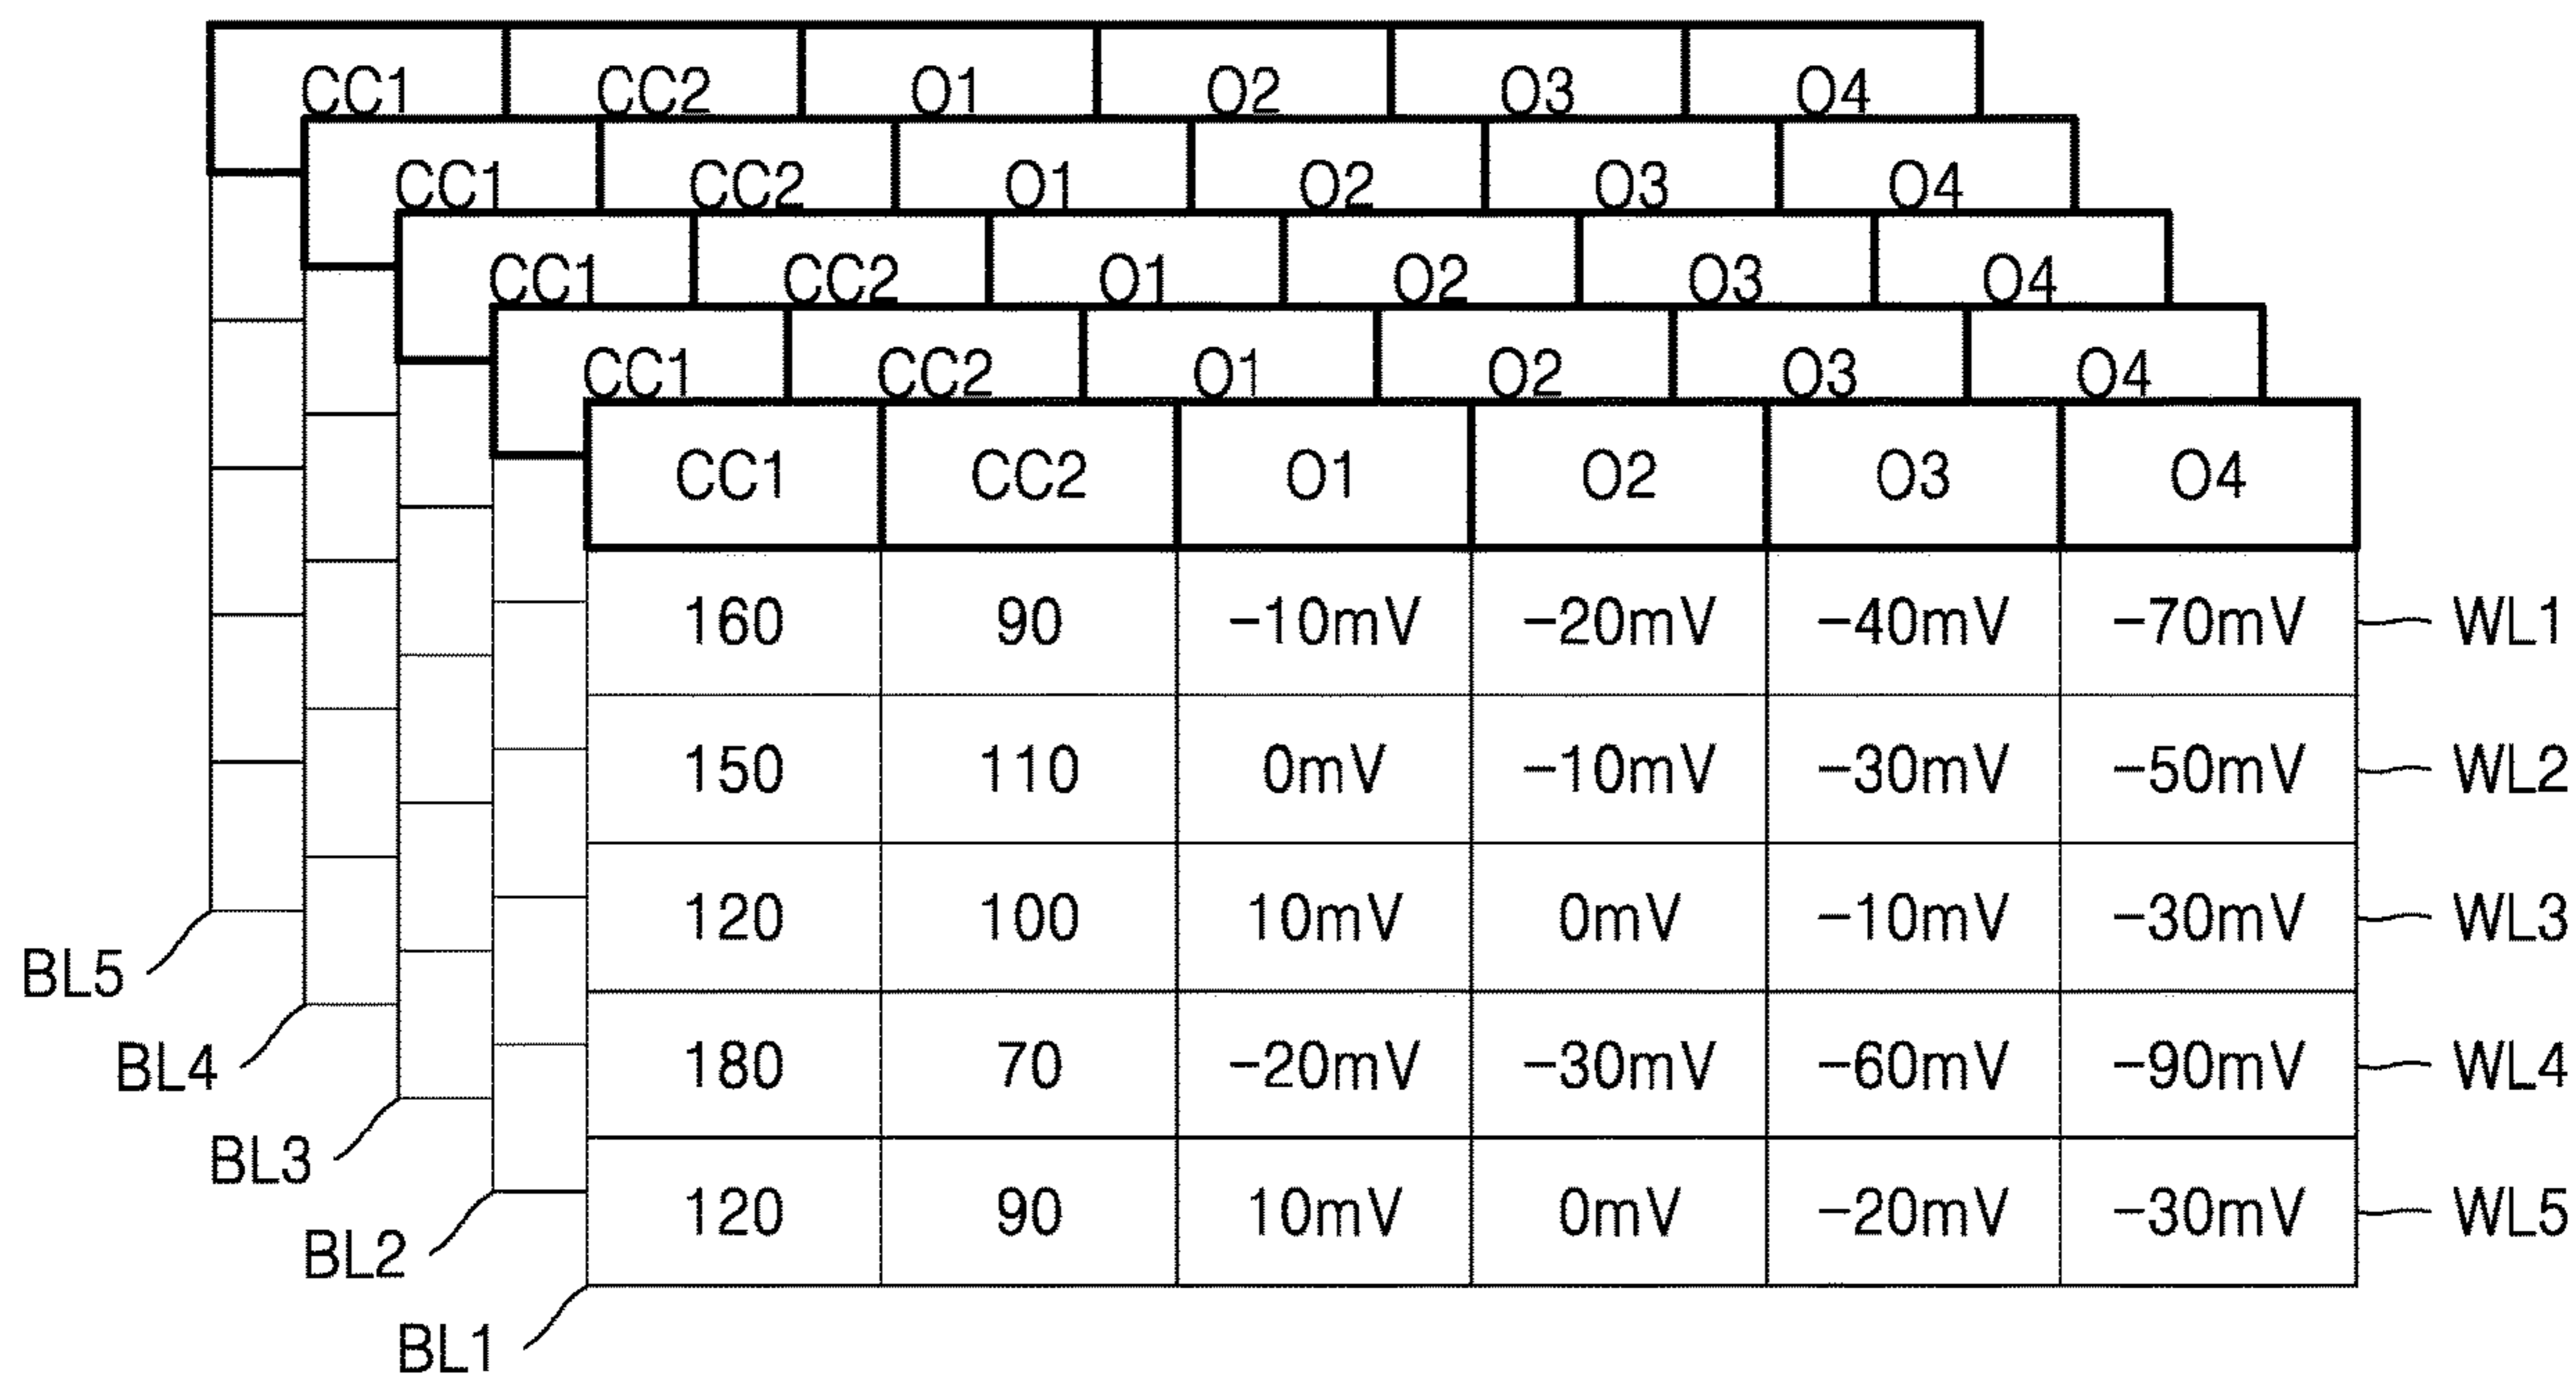 CC1 CC2 O1 O2 O3 O4
CC1 CC2 O1 O2 O3 O4
CC1 CC2 O1 O2 O3 O4
CC1 CC2 O1 O2 O3 O4
CC1 CC2 O1 O2 O3 O4
160 90 -10mV -20mV -40mV -70mV WL1
150 110 0mV -10mV -30mV -50mV WL2
120 100 10mV 0mV -10mV -30mV WL3
180 70 -20mV -30mV -60mV -90mV WL4
120 90 10mV 0mV -20mV -30mV WL5
BL5
BL4
BL3
BL2
BL1